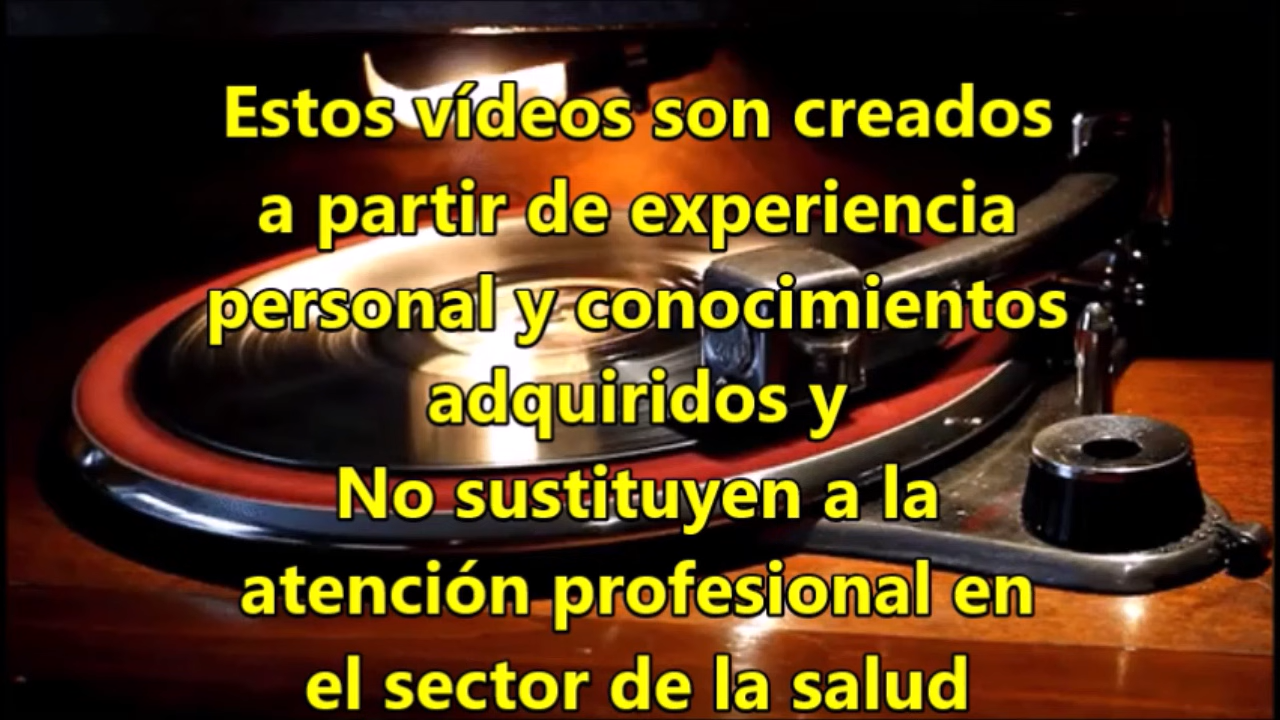 Estos vídeos son creados
a partir de experiencia
personal y conocimientos
adquiridos y
No sustituyen a la
atención profesional en
el sector de la salud